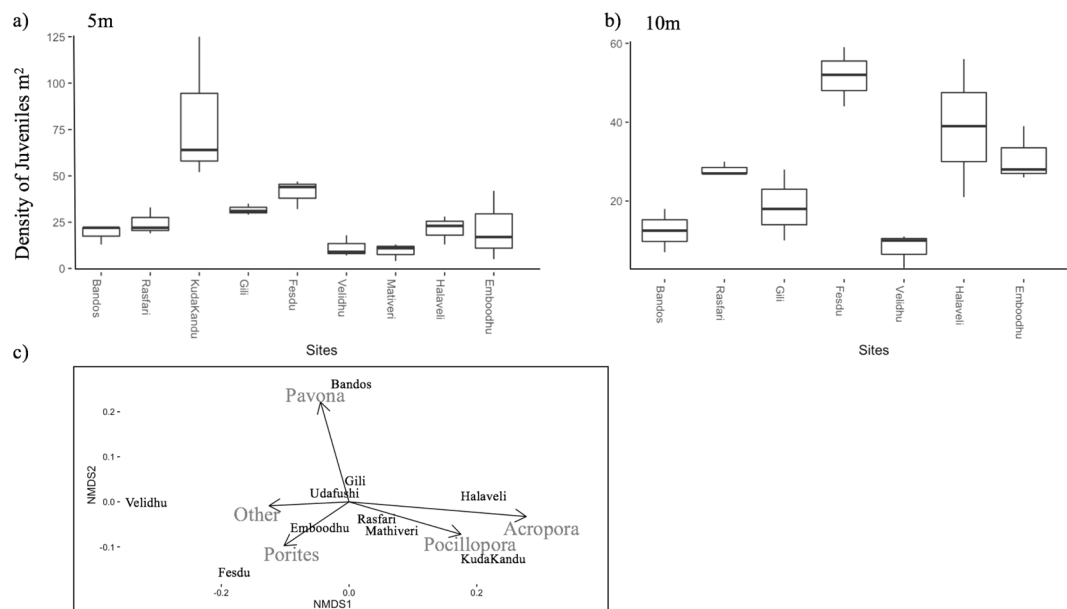 a) 5m
Density of Juveniles m²
125
100
75
50
25
0
Bandos
Rasfari
KudaKandu
Gili
Fesdu
Velidhu
Mativeri
Halaveli
Emboodhu
Sites
b) 10m
60
40
20
Bandos
Rasfari
Gili
Fesdu
Velidhu
Halaveli
Emboodhu
Sites
c)
NMDS2
0.2
0.1
0.0
-0.1
Bandos
Pavona
Gili
Udafushi
Velidhu
Halaveli
Other
Rasfari
Acropora
Emboodhu
Mathiveri
Pocillopora
Porites
KudaKandu
Fesdu
-0.2
0.0
0.2
NMDS1